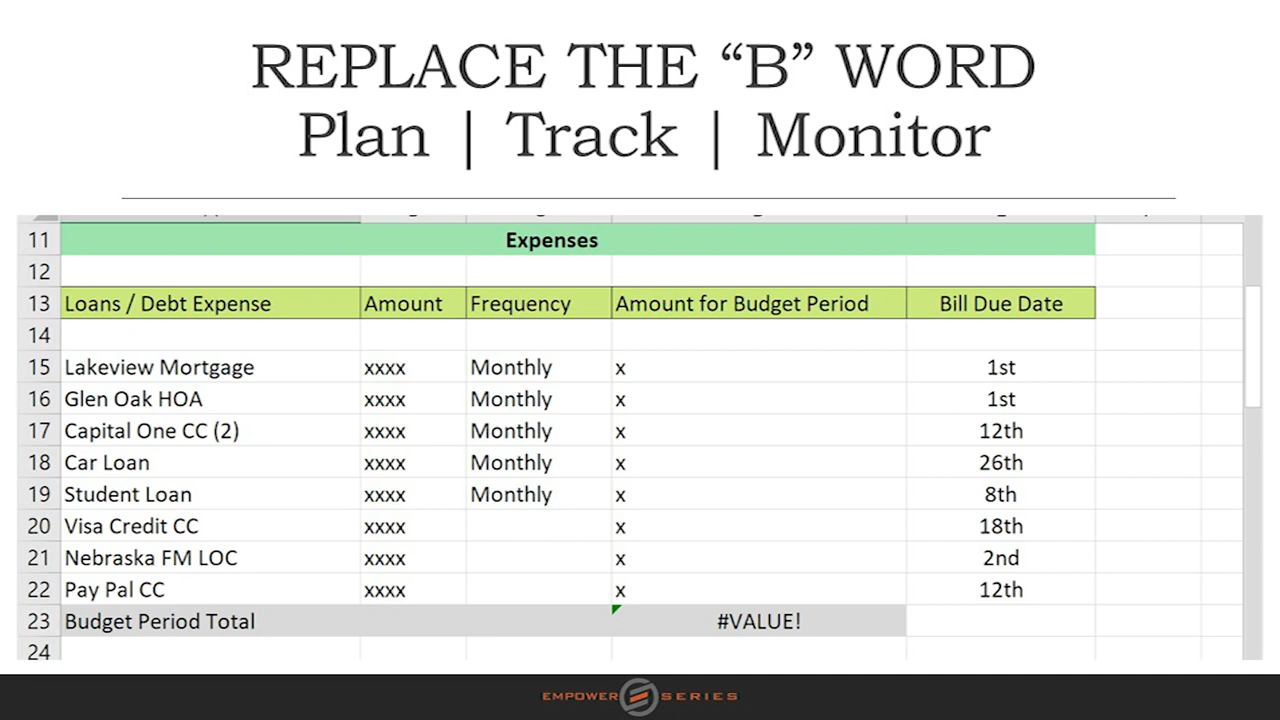 REPLACE THE “B” WORD
Plan | Track | Monitor
11 Expenses
12
13 Loans / Debt Expense Amount Frequency Amount for Budget Period Bill Due Date
14
15 Lakeview Mortgage xxxx Monthly x 1st
16 Glen Oak HOA xxxx Monthly x 1st
17 Capital One CC (2) xxxx Monthly x 12th
18 Car Loan xxxx Monthly x 26th
19 Student Loan xxxx Monthly x 8th
20 Visa Credit CC xxxx x 18th
21 Nebraska FM LOC xxxx x 2nd
22 Pay Pal CC xxxx x 12th
23 Budget Period Total #VALUE!
24
EMPOWER SERIES